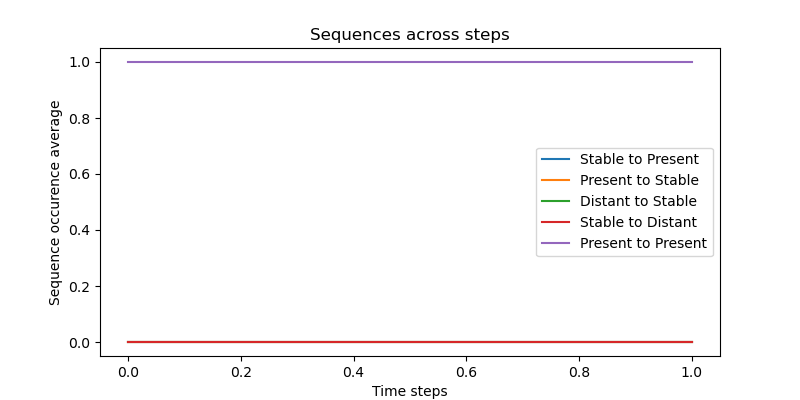 Sequences across steps
Sequence occurence average
1.0
0.8
0.6
0.4
0.2
0.0
Stable to Present
Present to Stable
Distant to Stable
Stable to Distant
Present to Present
0.0 0.2 0.4 0.6 0.8 1.0
Time steps